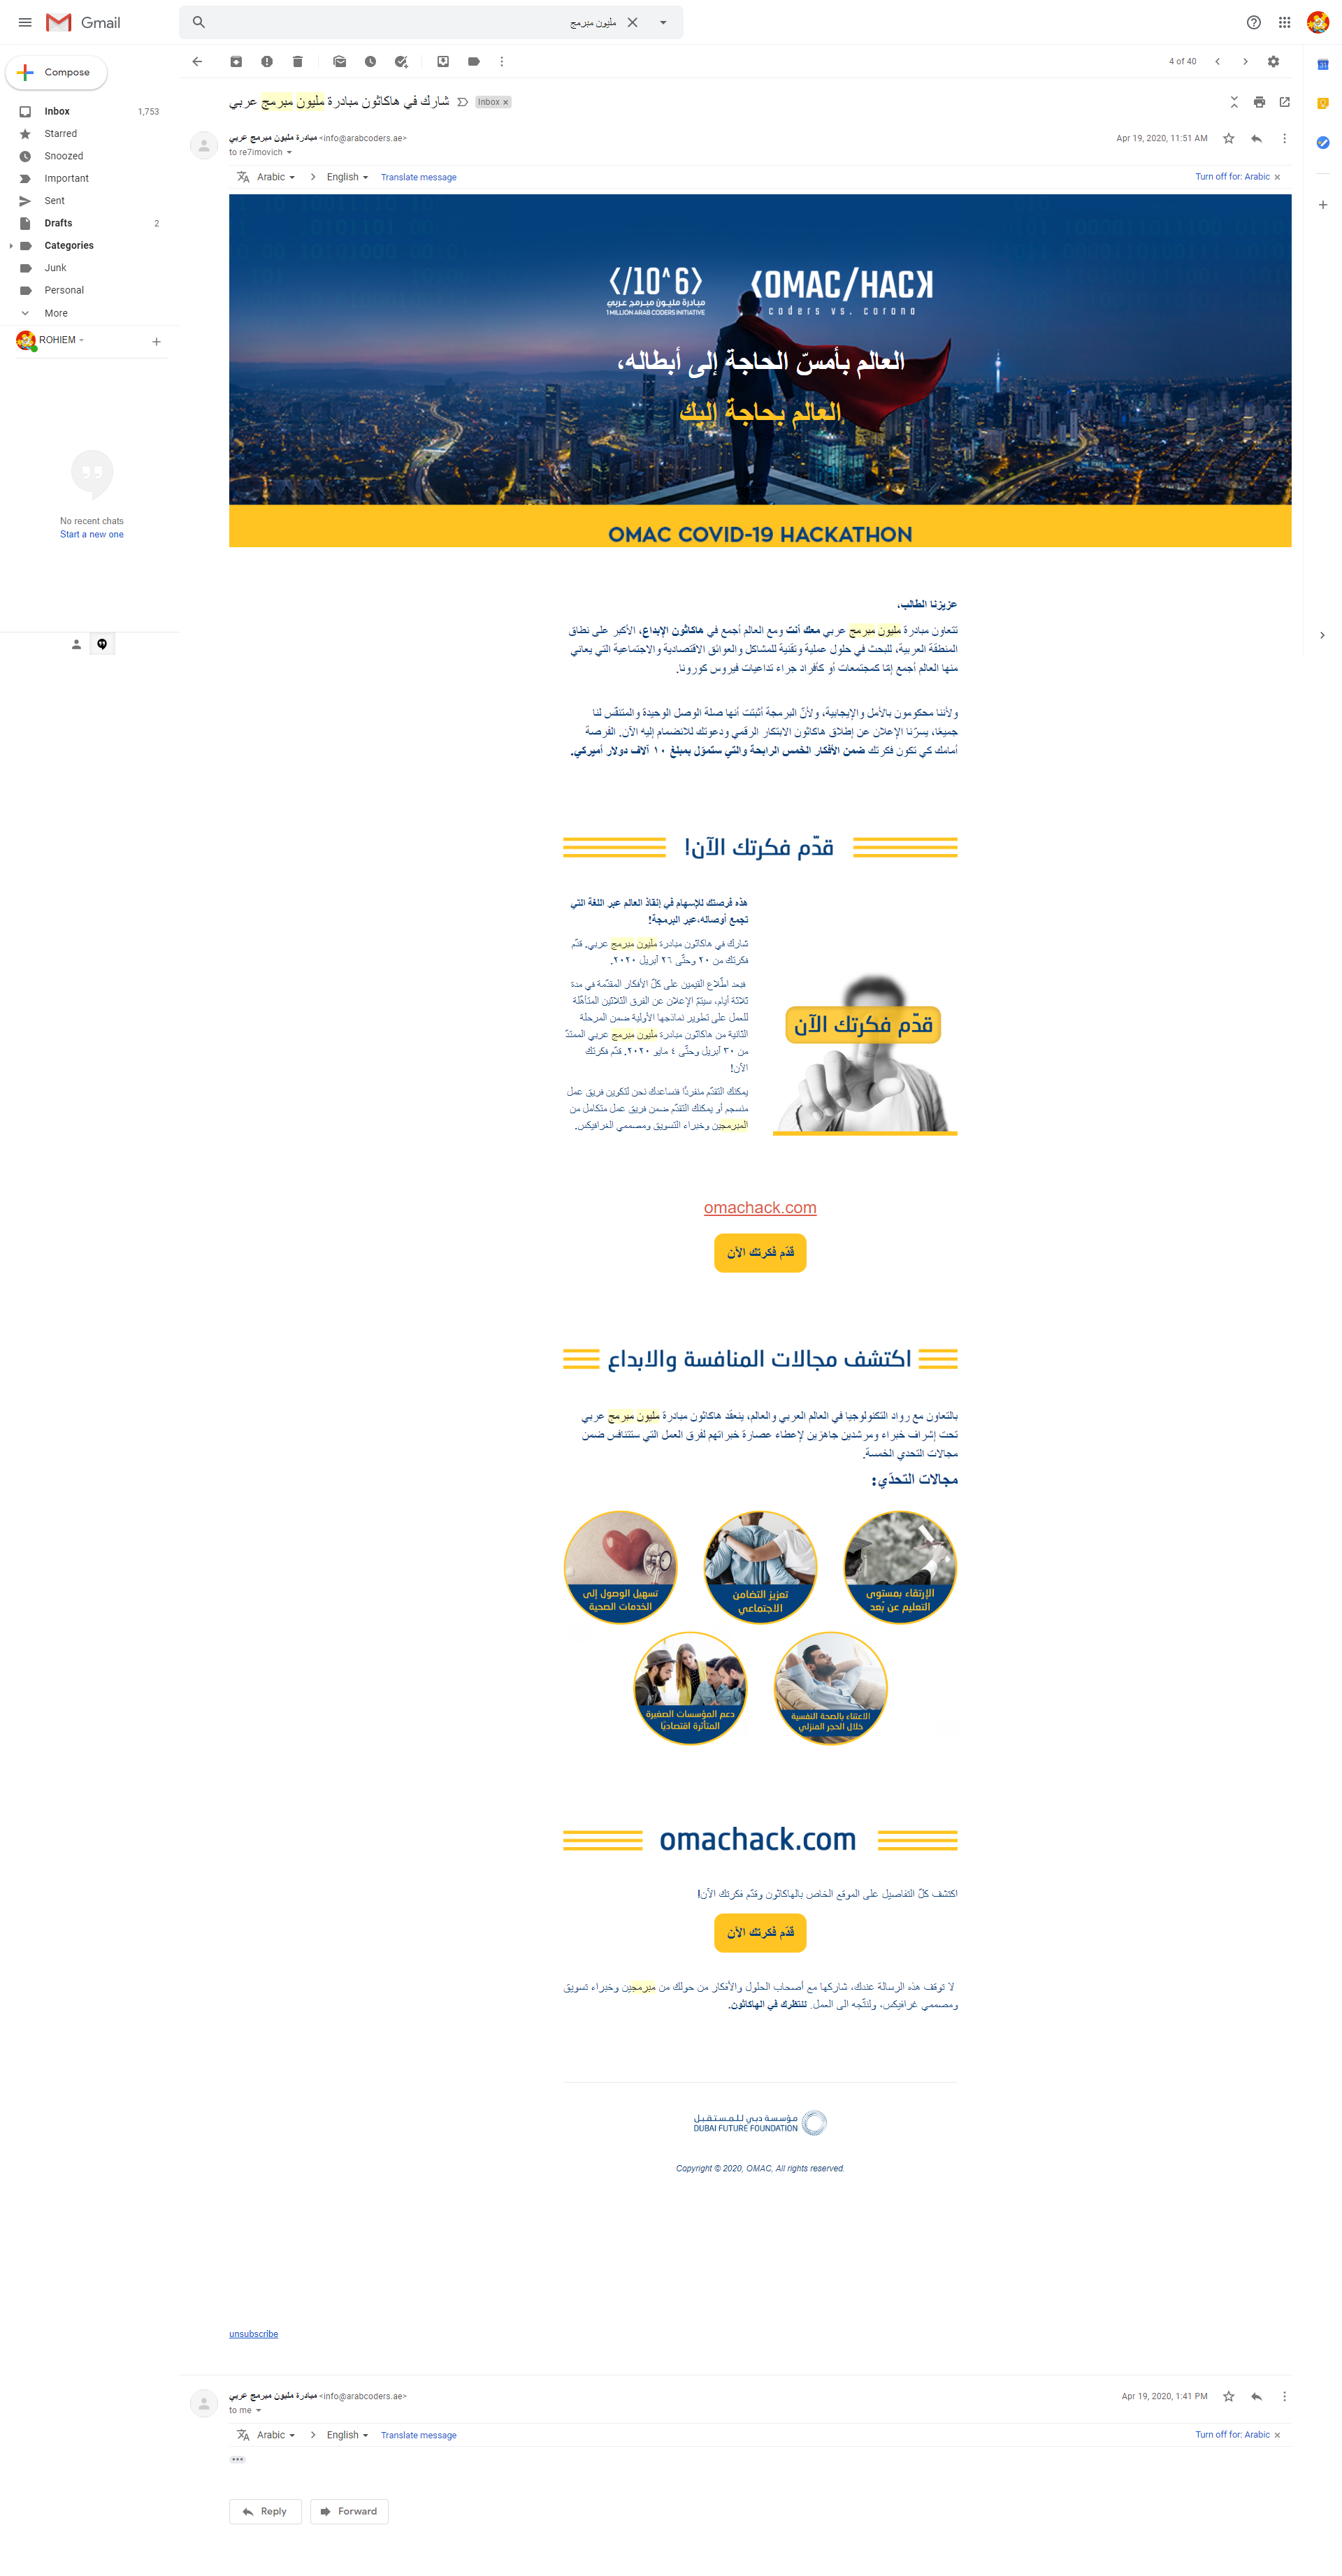 Gmail
مليون مبرمج
Compose
Inbox 1,753
Starred
Snoozed
Important
Sent
Drafts 2
Categories
Junk
Personal
More
ROHIEM
No recent chats
Start a new one
4 of 40
شارك في هاكاثون مبادرة مليون مبرمج عربي
Inbox
مبادرة مليون مبرمج عربي <info@arabcoders.ae>
Apr 19, 2020, 11:51 AM
to re7imovich
Arabic > English Translate message
Turn off for: Arabic
</10^6>
مبادرة مليون مبرمج عربي
1 MILLION ARAB CODERS INITIATIVE
OMAC/HACK
coders vs. corona
العالم بأمسّ الحاجة إلى أبطاله،
العالم بحاجة إليك
OMAC COVID-19 HACKATHON
عزيزنا الطالب،
تتعاون مبادرة مليون مبرمج عربي معك أنت ومع العالم أجمع في هاكاثون الإبداع، الأكبر على نطاق
المنطقة العربية، للبحث في حلول عملية وتقنية للمشاكل والعوائق الاقتصادية والاجتماعية التي يعاني
منها العالم أجمع إمّا كمجتمعات أو كأفراد جراء تداعيات فيروس كورونا.
ولأننا محكومون بالأمل والإيجابية، ولأنّ البرمجة أثبتت أنها صلة الوصل الوحيدة والمتنفّس لنا
جميعًا، يسرّنا الإعلان عن إطلاق هاكاثون الابتكار الرقمي ودعوتك للانضمام إليه الآن. الفرصة
أمامك كي تكون فكرتك ضمن الأفكار الخمس الرابحة والتي ستموّل بمبلغ ١٠ آلاف دولار أميركي.
قدّم فكرتك الآن!
هذه فرصتك للإسهام في إنقاذ العالم عبر اللغة التي
تجمع أوصاله،عبر البرمجة!
شارك في هاكاثون مبادرة مليون مبرمج عربي. قدّم
فكرتك من ٢٠ وحتّى ٢٦ أبريل ٢٠٢٠.
فبعد اطّلاع القيمين على كلّ الأفكار المقدّمة في مدة
ثلاثة أيام، سيتمّ الإعلان عن الفرق الثلاثين المتأهّلة
للعمل على تطوير نماذجها الأولية ضمن المرحلة
الثانية من هاكاثون مبادرة مليون مبرمج عربي الممتدّ
من ٣٠ أبريل وحتّى ٤ مايو ٢٠٢٠. قدّم فكرتك
الآن!
يمكنك التقدّم منفردًا فنساعدك نحن لتكوين فريق عمل
منسجم أو يمكنك التقدّم ضمن فريق عمل متكامل من
المبرمجين وخبراء التسويق ومصممي الغرافيكس.
قدّم فكرتك الآن
omachack.com
قدّم فكرتك الآن
اكتشف مجالات المنافسة والابداع
بالتعاون مع رواد التكنولوجيا في العالم العربي والعالم، ينعقد هاكاثون مبادرة مليون مبرمج عربي
تحت إشراف خبراء ومرشدين جاهزين لإعطاء عصارة خبراتهم لفرق العمل التي ستتنافس ضمن
مجالات التحدي الخمسة.
مجالات التحدّي:
الإرتقاء بمستوى
التعليم عن بُعد
تعزيز التضامن
الاجتماعي
تسهيل الوصول إلى
الخدمات الصحية
الاعتناء بالصحة النفسية
خلال الحجر المنزلي
دعم المؤسسات الصغيرة
المتأثرة اقتصاديًا
omachack.com
اكتشف كلّ التفاصيل على الموقع الخاص بالهاكاثون وقدّم فكرتك الآن!
قدّم فكرتك الآن
لا توقف هذه الرسالة عندك، شاركها مع أصحاب الحلول والأفكار من حولك من مبرمجين وخبراء تسويق
ومصممي غرافيكس، ولنتّجه الى العمل. ننتظرك في الهاكاثون.
مؤسسة دبي للمستقبل
DUBAI FUTURE FOUNDATION
Copyright © 2020, OMAC, All rights reserved.
unsubscribe
مبادرة مليون مبرمج عربي <info@arabcoders.ae>
Apr 19, 2020, 1:41 PM
to me
Arabic > English Translate message
Turn off for: Arabic
Reply
Forward